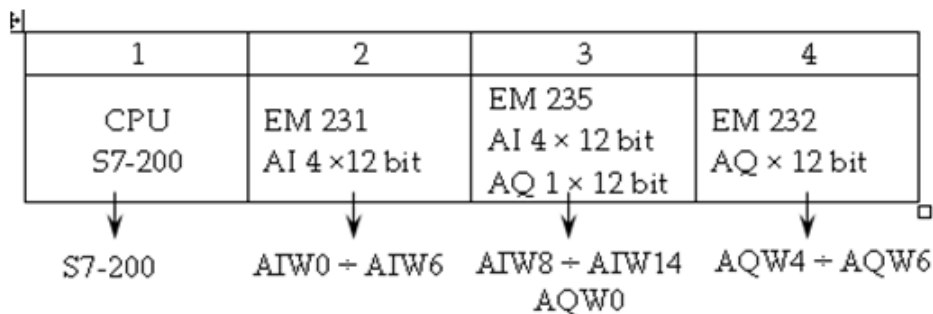 1 2 3 4
CPU
S7-200
EM 231
AI 4 ×12 bit
EM 235
AI 4 × 12 bit
AQ 1 × 12 bit
EM 232
AQ × 12 bit
S7-200
AIW0 ÷ AIW6
AIW8 ÷ AIW14
AQW0
AQW4 ÷ AQW6